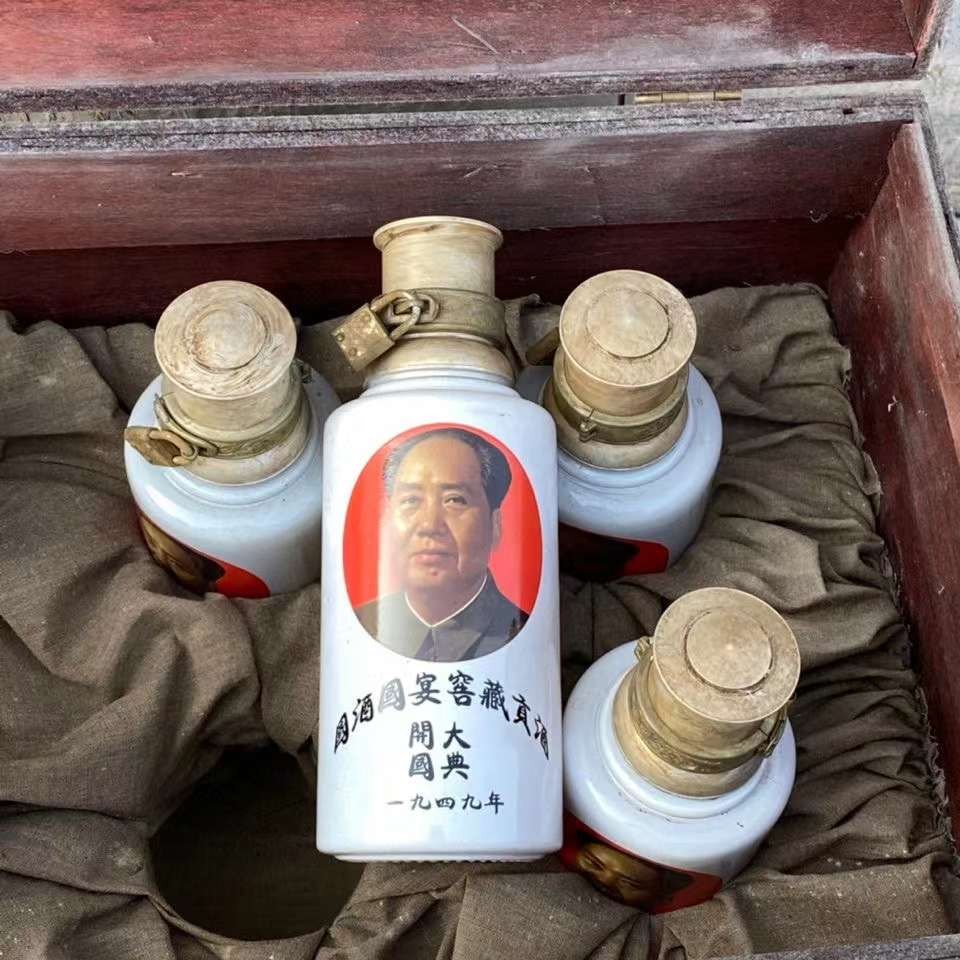 國酒國宴窖藏貢酒
開大
國典
一九四九年